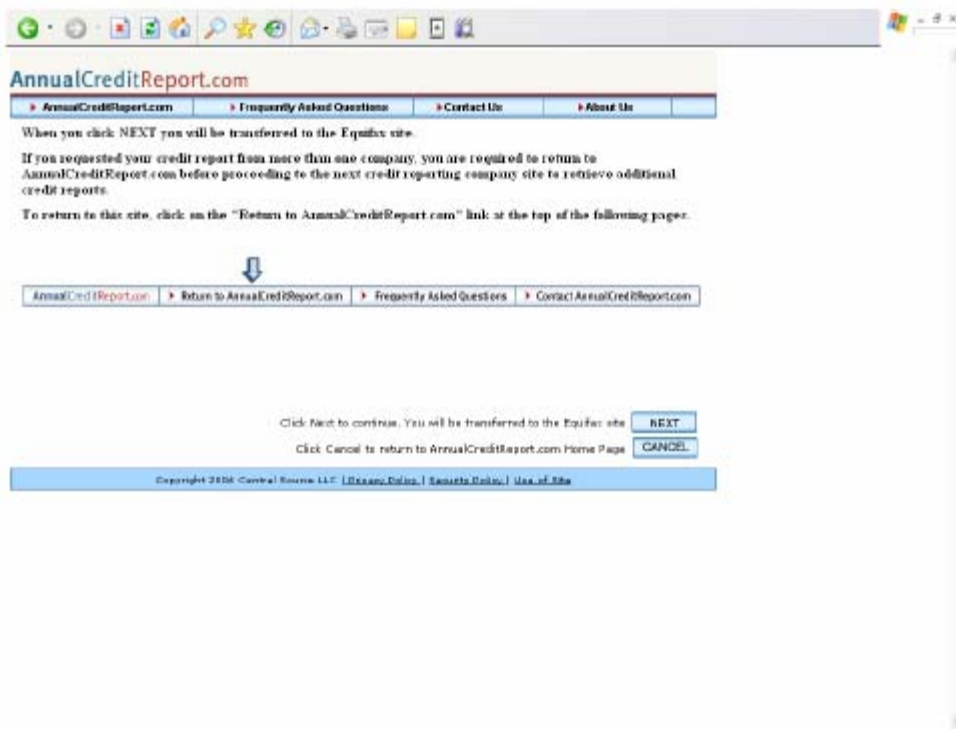 AnnualCreditReport.com
AnnualCreditReport.com Frequently Asked Questions Contact Us About Us
When you click NEXT you will be transferred to the Equifax site.
If you requested your credit report from more than one company, you are required to return to
AnnualCreditReport.com before proceeding to the next credit reporting company site to retrieve additional
credit reports.
To return to this site, click on the "Return to AnnualCreditReport.com" link at the top of the following pages.
AnnualCreditReport.com Return to AnnualCreditReport.com Frequently Asked Questions Contact AnnualCreditReport.com
Click Next to continue. You will be transferred to the Equifax site NEXT
Click Cancel to return to AnnualCreditReport.com Home Page CANCEL
Copyright Central Source LLC | Privacy Policy | Security Policy | Use of Site